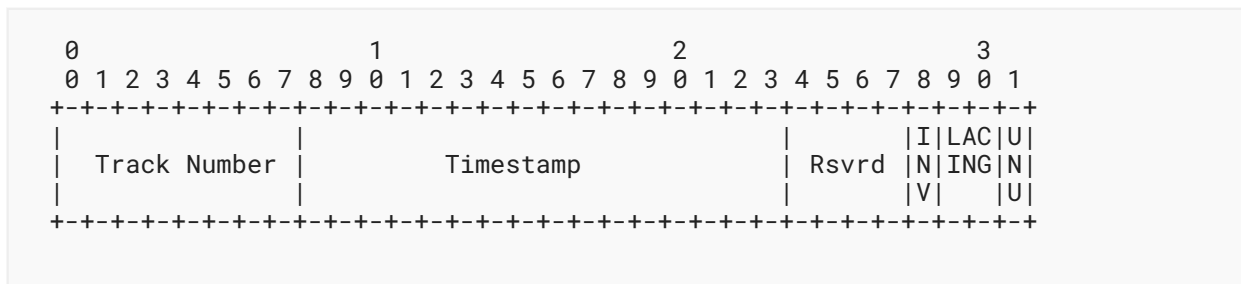 0                   1                   2                   3
 0 1 2 3 4 5 6 7 8 9 0 1 2 3 4 5 6 7 8 9 0 1 2 3 4 5 6 7 8 9 0 1
+-+-+-+-+-+-+-+-+-+-+-+-+-+-+-+-+-+-+-+-+-+-+-+-+-+-+-+-+-+-+-+-+
|               |                               |       |I|LAC|U|
|  Track Number |         Timestamp             | Rsvrd |N|ING|N|
|               |                               |       |V|   |U|
+-+-+-+-+-+-+-+-+-+-+-+-+-+-+-+-+-+-+-+-+-+-+-+-+-+-+-+-+-+-+-+-+